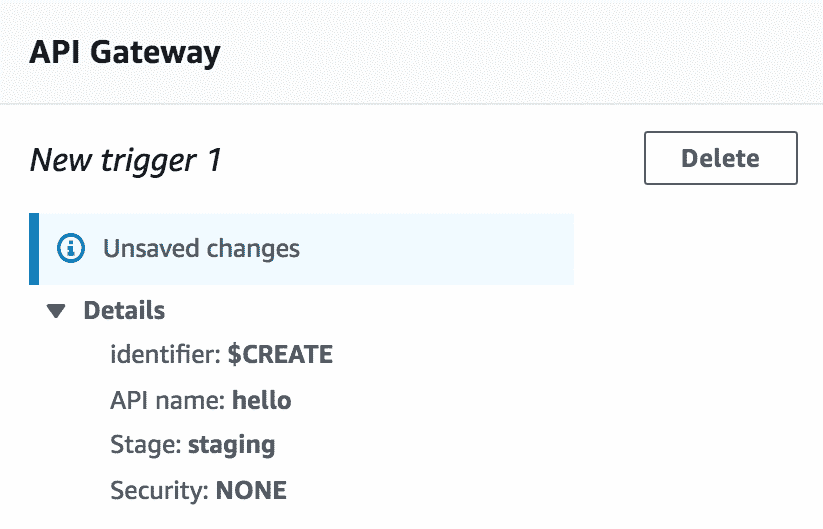 API Gateway
New trigger 1
Delete
Unsaved changes
Details
identifier: $CREATE
API name: hello
Stage: staging
Security: NONE